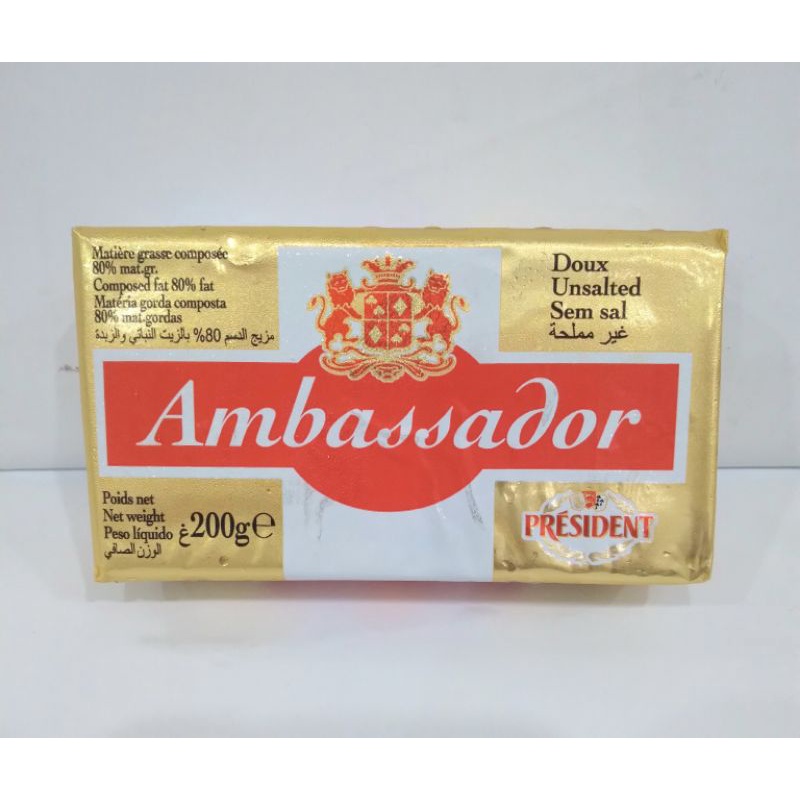 Matière grasse composée
80% mat.gr.
Composed fat 80% fat
Matéria gorda composta
80% mat.gordas
مزيج الدسم 80% بالزيت النباتي والزبدة
Doux
Unsalted
Sem sal
غير مملحة
Ambassador
Poids net
Net weight
Peso líquido
الوزن الصافي
غ 200g e
PRÉSIDENT